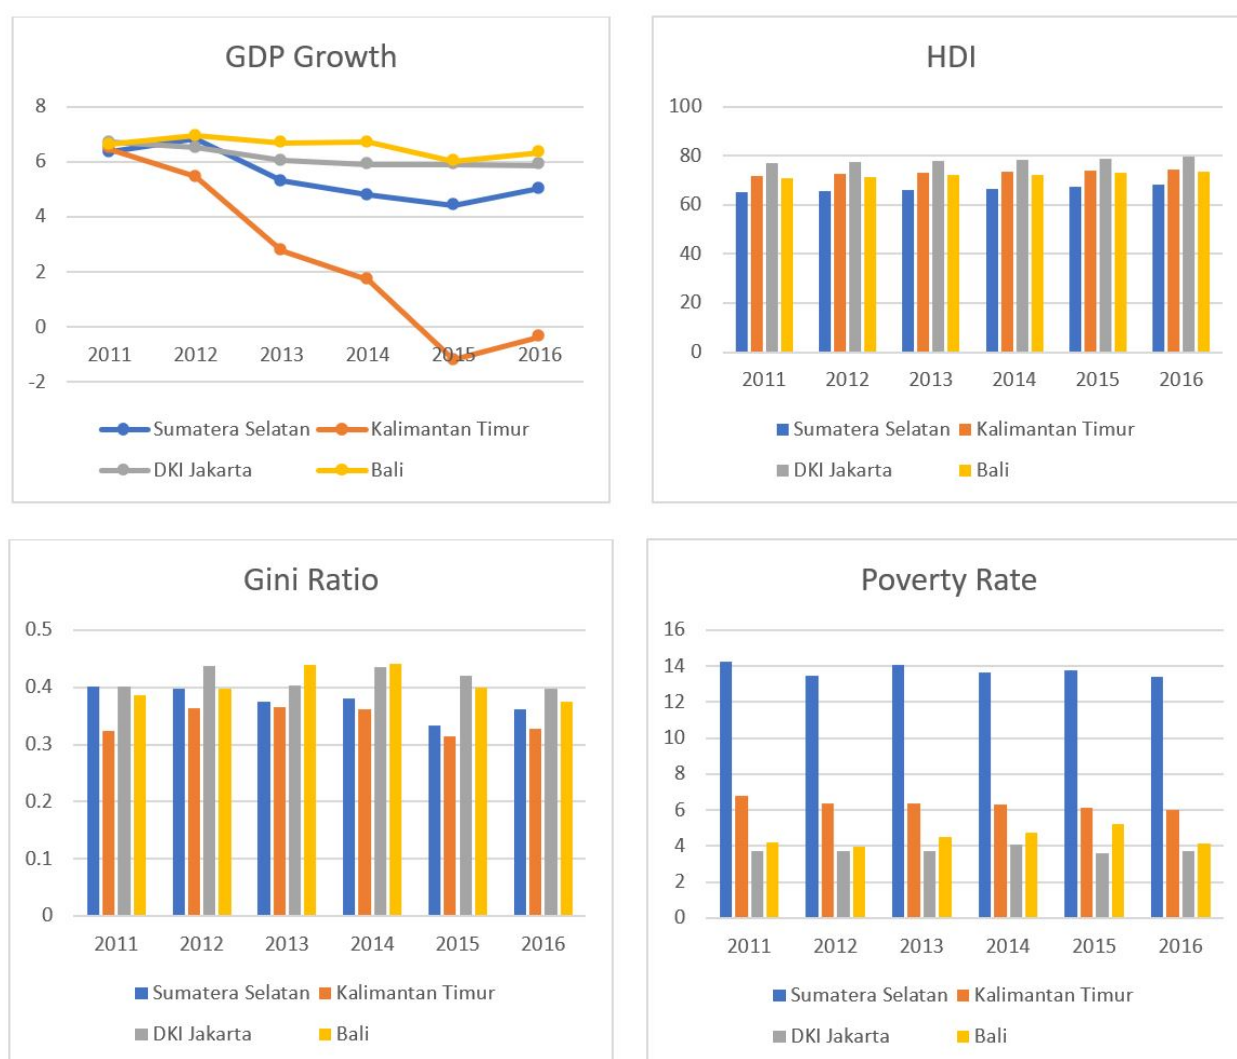 GDP Growth
8
6
4
2
0
-2
2011 2012 2013 2014 2015 2016
Sumatera Selatan Kalimantan Timur
DKI Jakarta Bali
HDI
100
80
60
40
20
0
2011 2012 2013 2014 2015 2016
Sumatera Selatan Kalimantan Timur
DKI Jakarta Bali
Gini Ratio
0.5
0.4
0.3
0.2
0.1
0
2011 2012 2013 2014 2015 2016
Sumatera Selatan Kalimantan Timur
DKI Jakarta Bali
Poverty Rate
16
14
12
10
8
6
4
2
0
2011 2012 2013 2014 2015 2016
Sumatera Selatan Kalimantan Timur
DKI Jakarta Bali